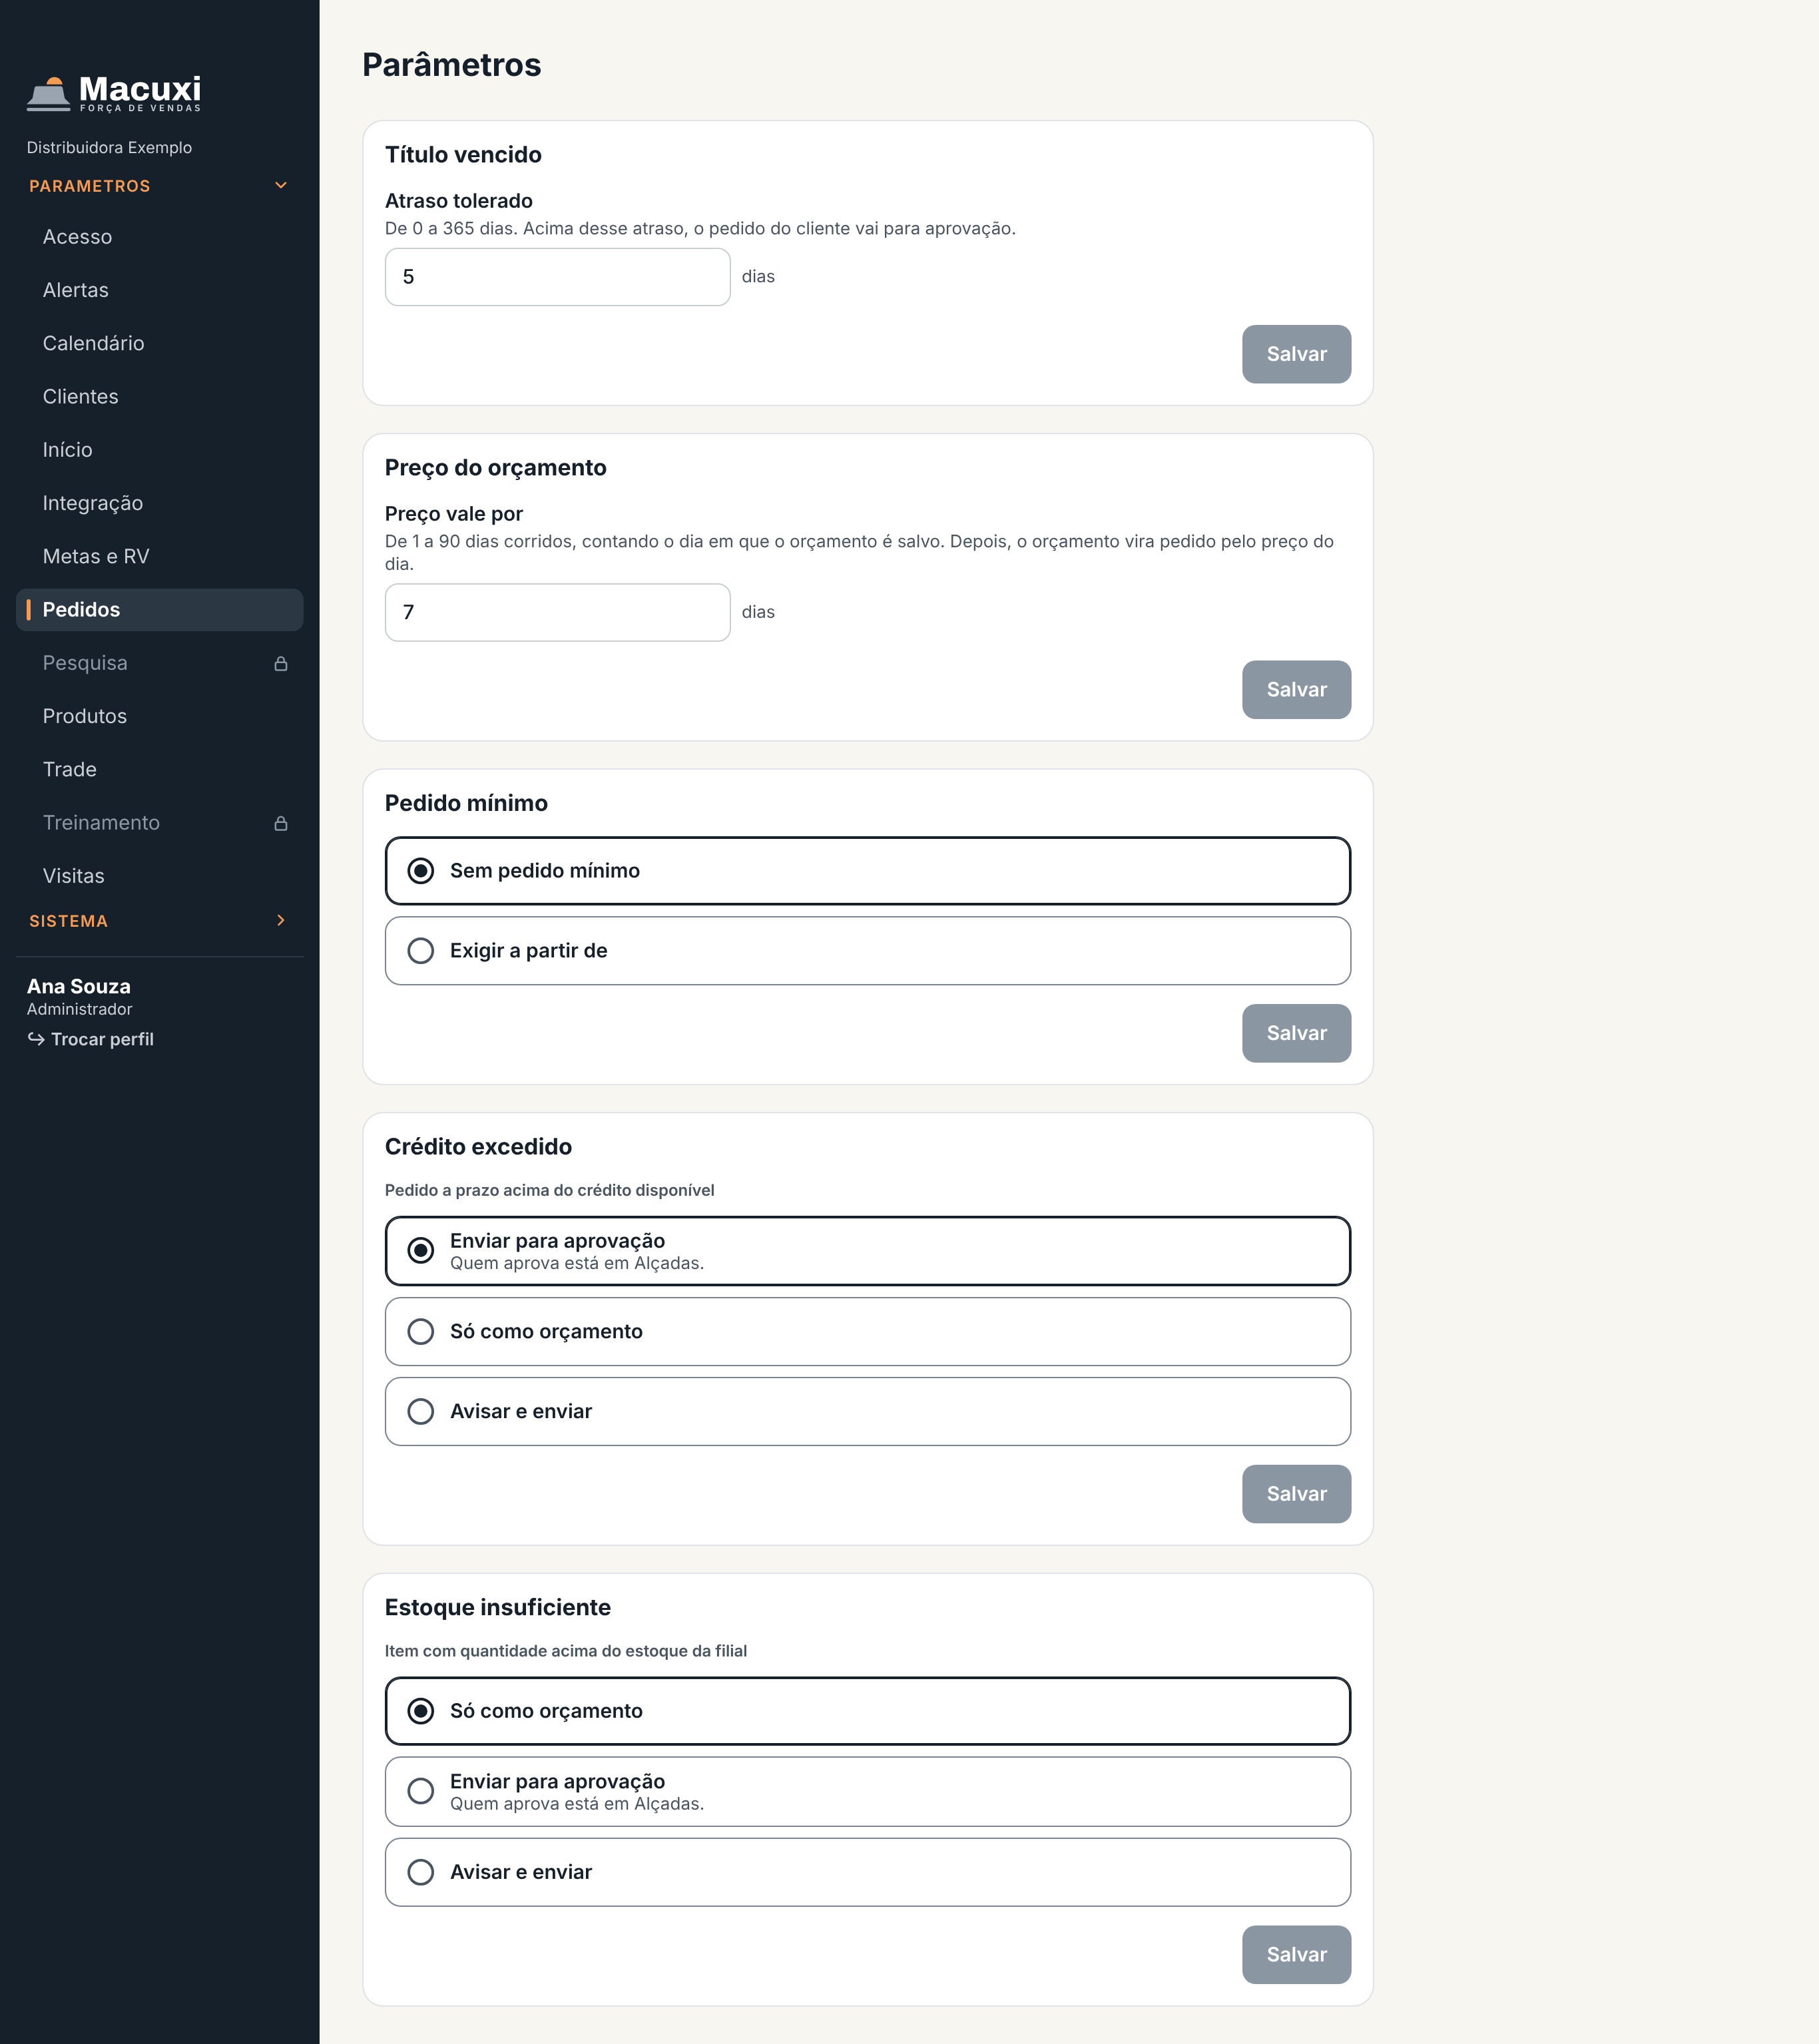 Macuxi
FORÇA DE VENDAS
Distribuidora Exemplo
PARAMETROS
Acesso
Alertas
Calendário
Clientes
Início
Integração
Metas e RV
Pedidos
Pesquisa
Produtos
Trade
Treinamento
Visitas
SISTEMA
Ana Souza
Administrador
Trocar perfil
Parâmetros
Título vencido
Atraso tolerado
De 0 a 365 dias. Acima desse atraso, o pedido do cliente vai para aprovação.
5 dias
Salvar
Preço do orçamento
Preço vale por
De 1 a 90 dias corridos, contando o dia em que o orçamento é salvo. Depois, o orçamento vira pedido pelo preço do
dia.
7 dias
Salvar
Pedido mínimo
Sem pedido mínimo
Exigir a partir de
Salvar
Crédito excedido
Pedido a prazo acima do crédito disponível
Enviar para aprovação
Quem aprova está em Alçadas.
Só como orçamento
Avisar e enviar
Salvar
Estoque insuficiente
Item com quantidade acima do estoque da filial
Só como orçamento
Enviar para aprovação
Quem aprova está em Alçadas.
Avisar e enviar
Salvar